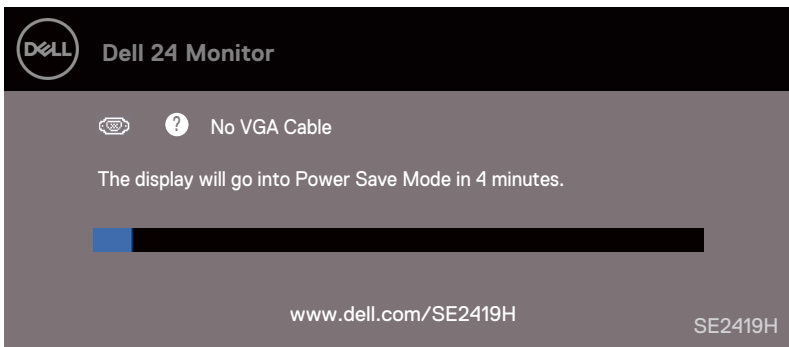 DELL
Dell 24 Monitor
? No VGA Cable
The display will go into Power Save Mode in 4 minutes.
www.dell.com/SE2419H
SE2419H